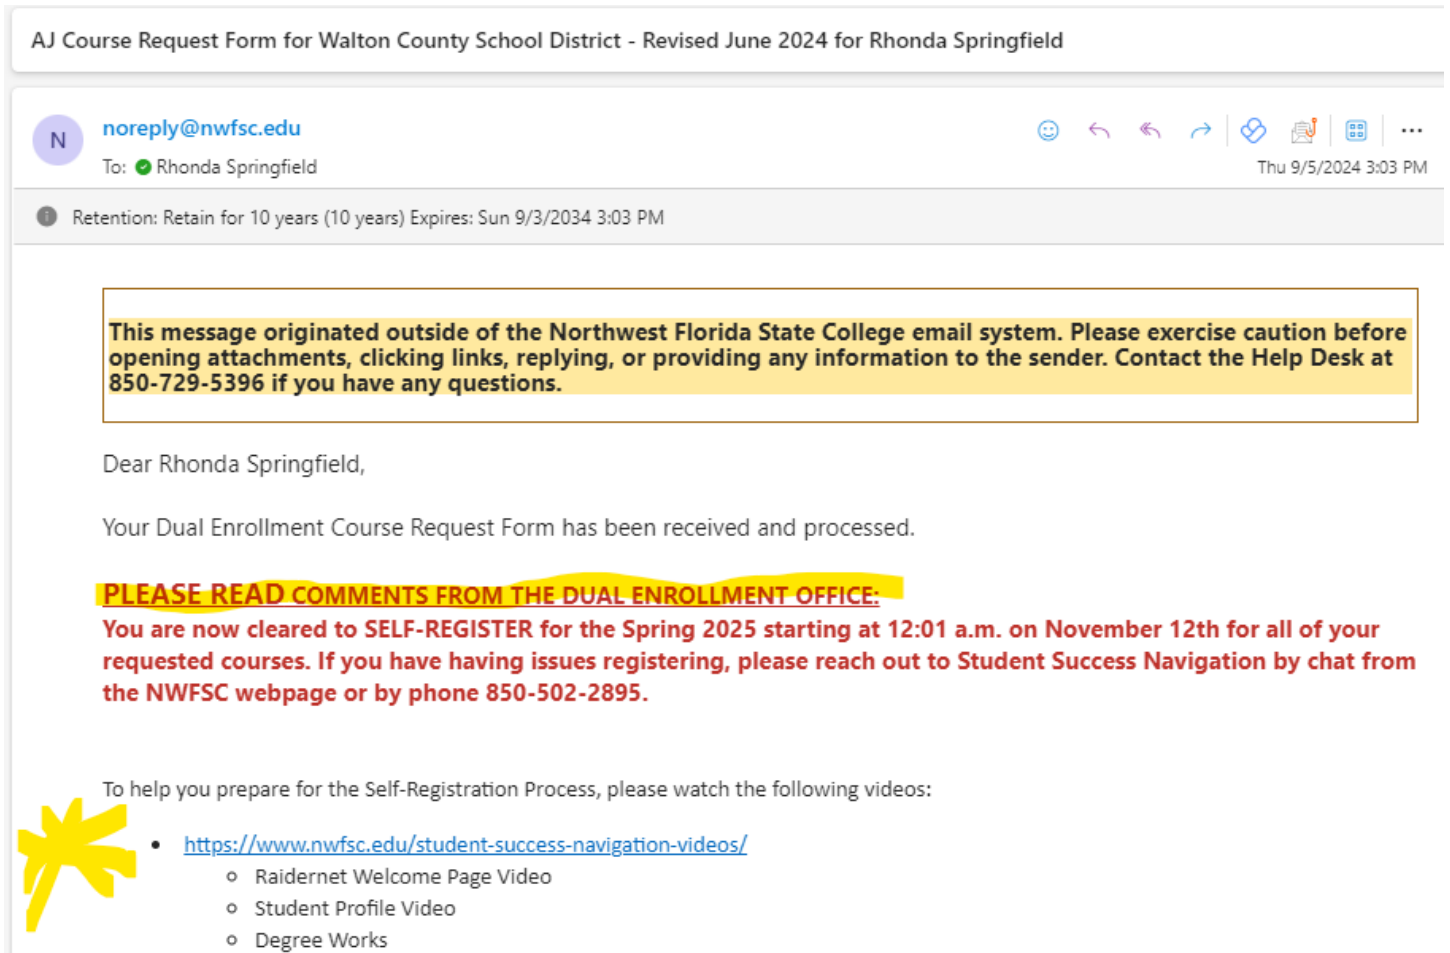 AJ Course Request Form for Walton County School District - Revised June 2024 for Rhonda Springfield
N
noreply@nwfsc.edu
To: Rhonda Springfield
Thu 9/5/2024 3:03 PM
Retention: Retain for 10 years (10 years) Expires: Sun 9/3/2034 3:03 PM
This message originated outside of the Northwest Florida State College email system. Please exercise caution before
opening attachments, clicking links, replying, or providing any information to the sender. Contact the Help Desk at
850-729-5396 if you have any questions.
Dear Rhonda Springfield,
Your Dual Enrollment Course Request Form has been received and processed.
PLEASE READ COMMENTS FROM THE DUAL ENROLLMENT OFFICE:
You are now cleared to SELF-REGISTER for the Spring 2025 starting at 12:01 a.m. on November 12th for all of your
requested courses. If you have having issues registering, please reach out to Student Success Navigation by chat from
the NWFSC webpage or by phone 850-502-2895.
To help you prepare for the Self-Registration Process, please watch the following videos:
https://www.nwfsc.edu/student-success-navigation-videos/
Raidernet Welcome Page Video
Student Profile Video
Degree Works